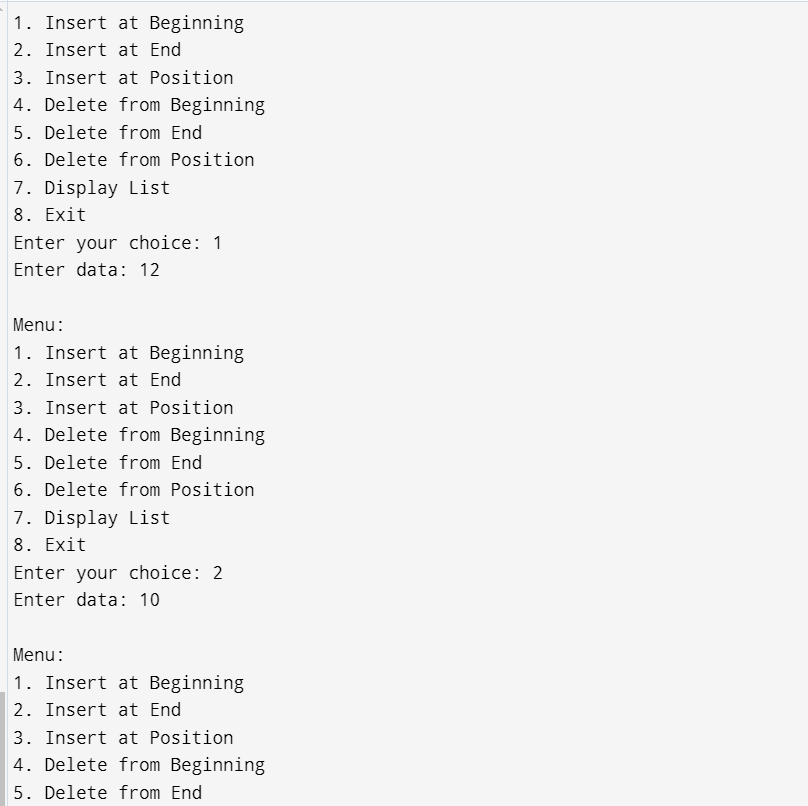 1. Insert at Beginning
2. Insert at End
3. Insert at Position
4. Delete from Beginning
5. Delete from End
6. Delete from Position
7. Display List
8. Exit
Enter your choice: 1
Enter data: 12

Menu:
1. Insert at Beginning
2. Insert at End
3. Insert at Position
4. Delete from Beginning
5. Delete from End
6. Delete from Position
7. Display List
8. Exit
Enter your choice: 2
Enter data: 10

Menu:
1. Insert at Beginning
2. Insert at End
3. Insert at Position
4. Delete from Beginning
5. Delete from End